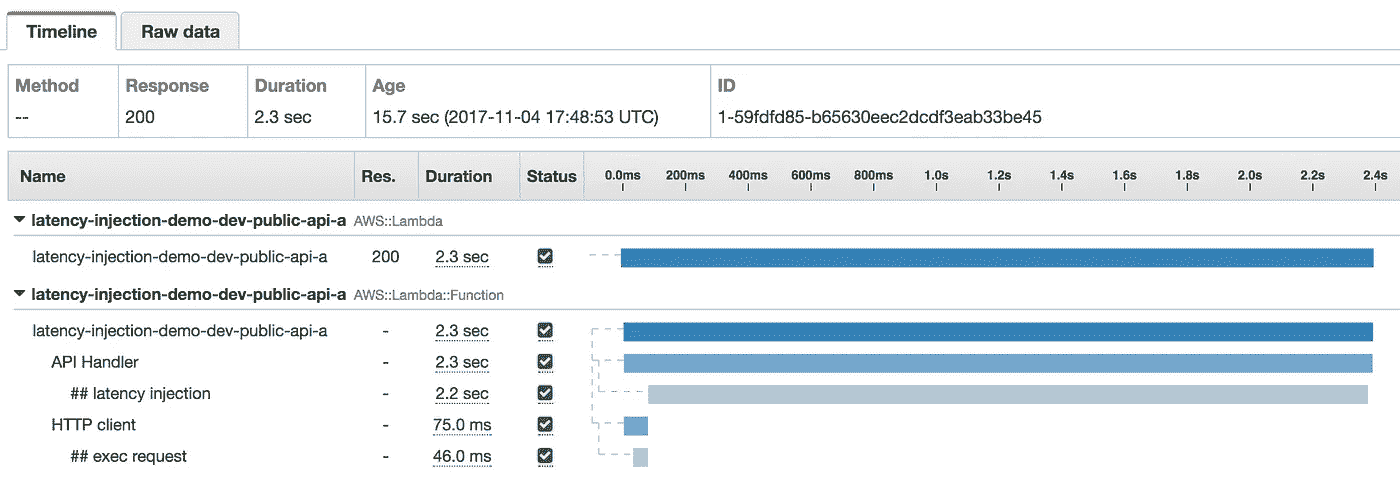 Timeline Raw data
Method Response Duration Age ID
-- 200 2.3 sec 15.7 sec (2017-11-04 17:48:53 UTC) 1-59fdfd85-b65630eec2dcdf3eab33be45
Name Res. Duration Status 0.0ms 200ms 400ms 600ms 800ms 1.0s 1.2s 1.4s 1.6s 1.8s 2.0s 2.2s 2.4s
latency-injection-demo-dev-public-api-a AWS::Lambda
latency-injection-demo-dev-public-api-a 200 2.3 sec
latency-injection-demo-dev-public-api-a AWS::Lambda::Function
latency-injection-demo-dev-public-api-a - 2.3 sec
API Handler - 2.3 sec
## latency injection - 2.2 sec
HTTP client - 75.0 ms
## exec request - 46.0 ms